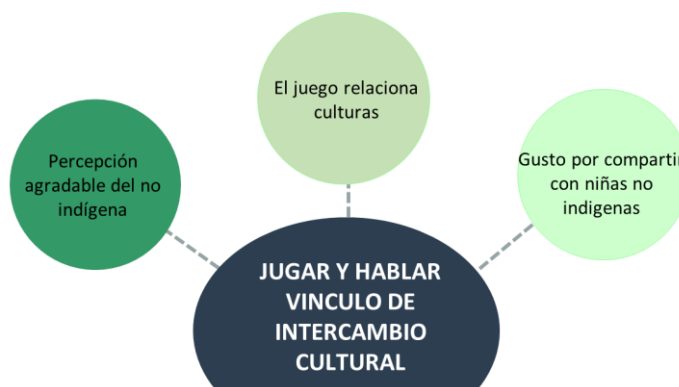 El juego relaciona
culturas
Percepción
agradable del no
indígena
Gusto por compartir
con niñas no
indigenas
JUGAR Y HABLAR
VINCULO DE
INTERCAMBIO
CULTURAL